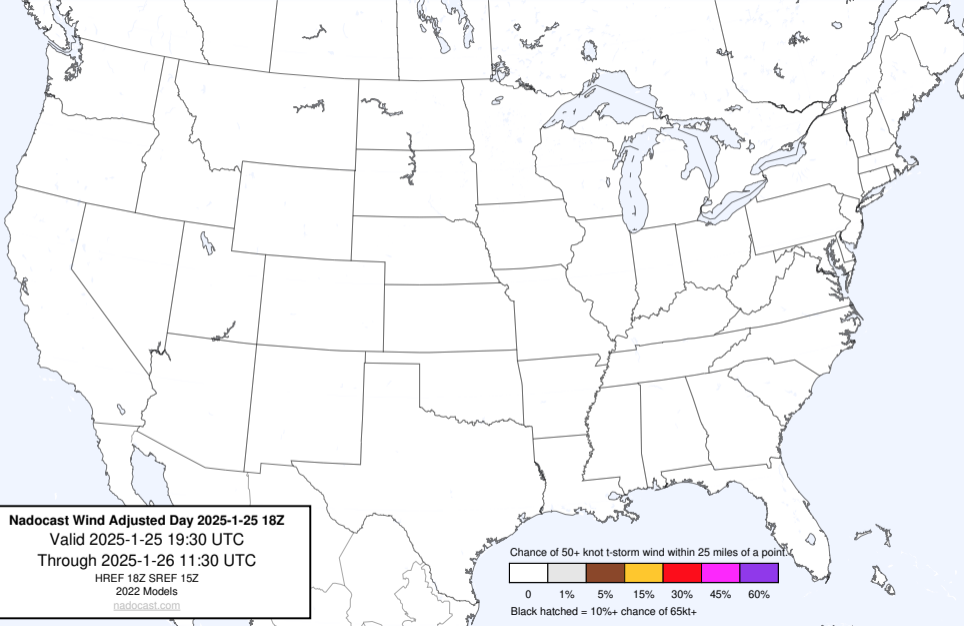 Nadocast Wind Adjusted Day 2025-1-25 18Z
Valid 2025-1-25 19:30 UTC
Through 2025-1-26 11:30 UTC
HREF 18Z SREF 15Z
2022 Models
nadocast.com
Chance of 50+ knot t-storm wind within 25 miles of a point.
0 1% 5% 15% 30% 45% 60%
Black hatched = 10%+ chance of 65kt+